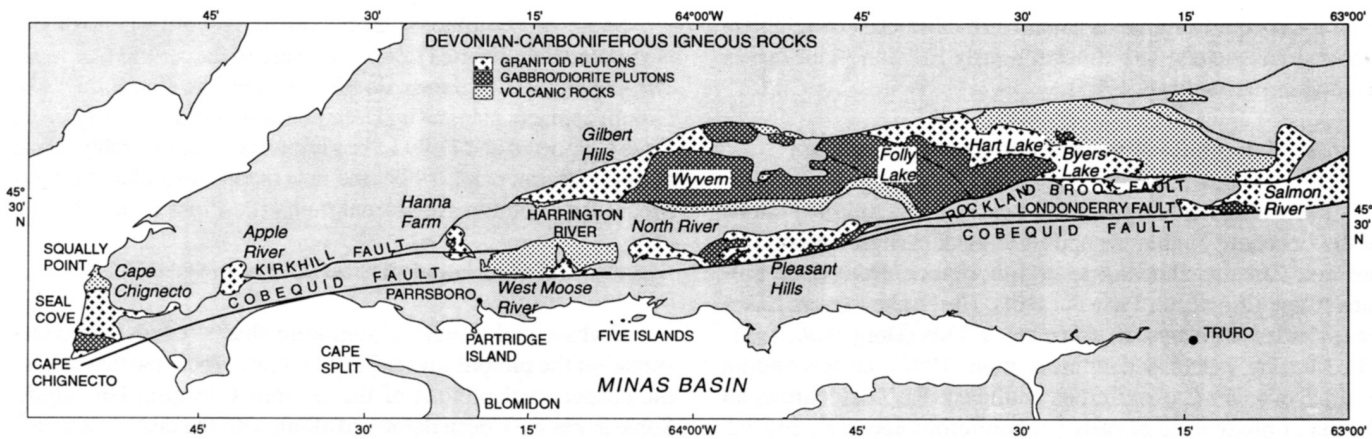 45'
30'
15'
64°00'W
45'
30'
15'
63°00'
DEVONIAN-CARBONIFEROUS IGNEOUS ROCKS
GRANITOID PLUTONS
GABBRO/DIORITE PLUTONS
VOLCANIC ROCKS
Gilbert
Hills
Wyvern
Folly
Lake
Hart Lake
Byers
Lake
Salmon
River
45°
30'
N
45°
30'
N
ROCKLAND BROOK FAULT
LONDONDERRY FAULT
COBEQUID FAULT
Hanna
Farm
HARRINGTON
RIVER
North River
Apple
River
KIRKHILL FAULT
COBEQUID FAULT
SQUALLY
POINT
Cape
Chignecto
SEAL
COVE
PARRSBORO
West Moose
River
Pleasant
Hills
PARTRIDGE
ISLAND
FIVE ISLANDS
TRURO
CAPE
CHIGNECTO
CAPE
SPLIT
MINAS BASIN
BLOMIDON
45'
30'
15'
64°00'W
45'
30'
15'
63°00'